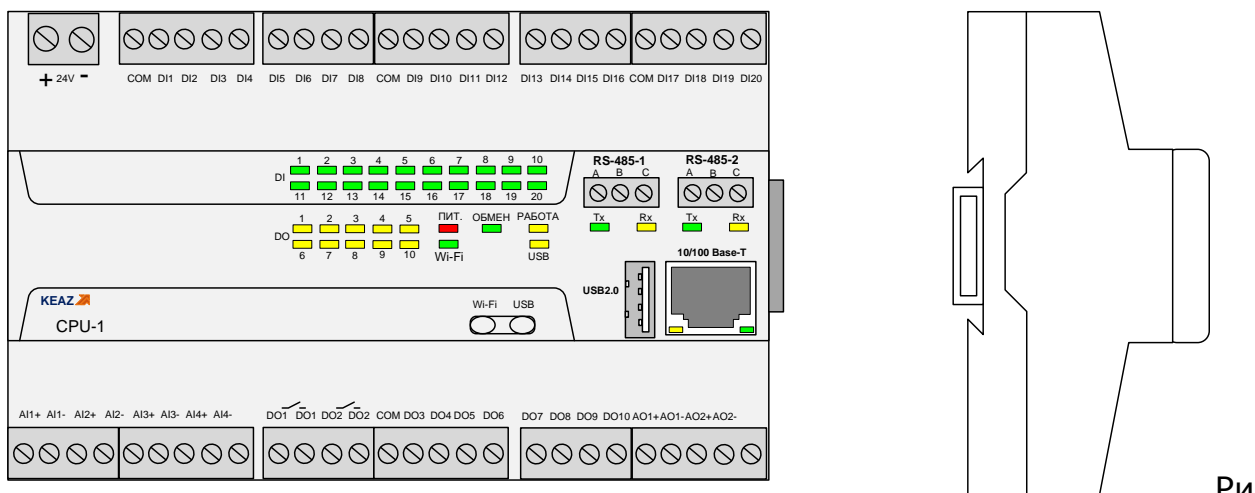 + 24V -
COM DI1 DI2 DI3 DI4 DI5 DI6 DI7 DI8 COM DI9 DI10 DI11 DI12 DI13 DI14 DI15 DI16 COM DI17 DI18 DI19 DI20
1 2 3 4 5 6 7 8 9 10
DI
11 12 13 14 15 16 17 18 19 20
RS-485-1 RS-485-2
A B C A B C
Tx Rx Tx Rx
1 2 3 4 5 ПИТ. ОБМЕН РАБОТА
DO
6 7 8 9 10 Wi-Fi USB
10/100 Base-T
USB2.0
KEAZ
CPU-1
Wi-Fi USB
AI1+ AI1- AI2+ AI2- AI3+ AI3- AI4+ AI4- DO1 DO1 DO2 DO2 COM DO3 DO4 DO5 DO6 DO7 DO8 DO9 DO10 AO1+ AO1- AO2+ AO2-
Ри